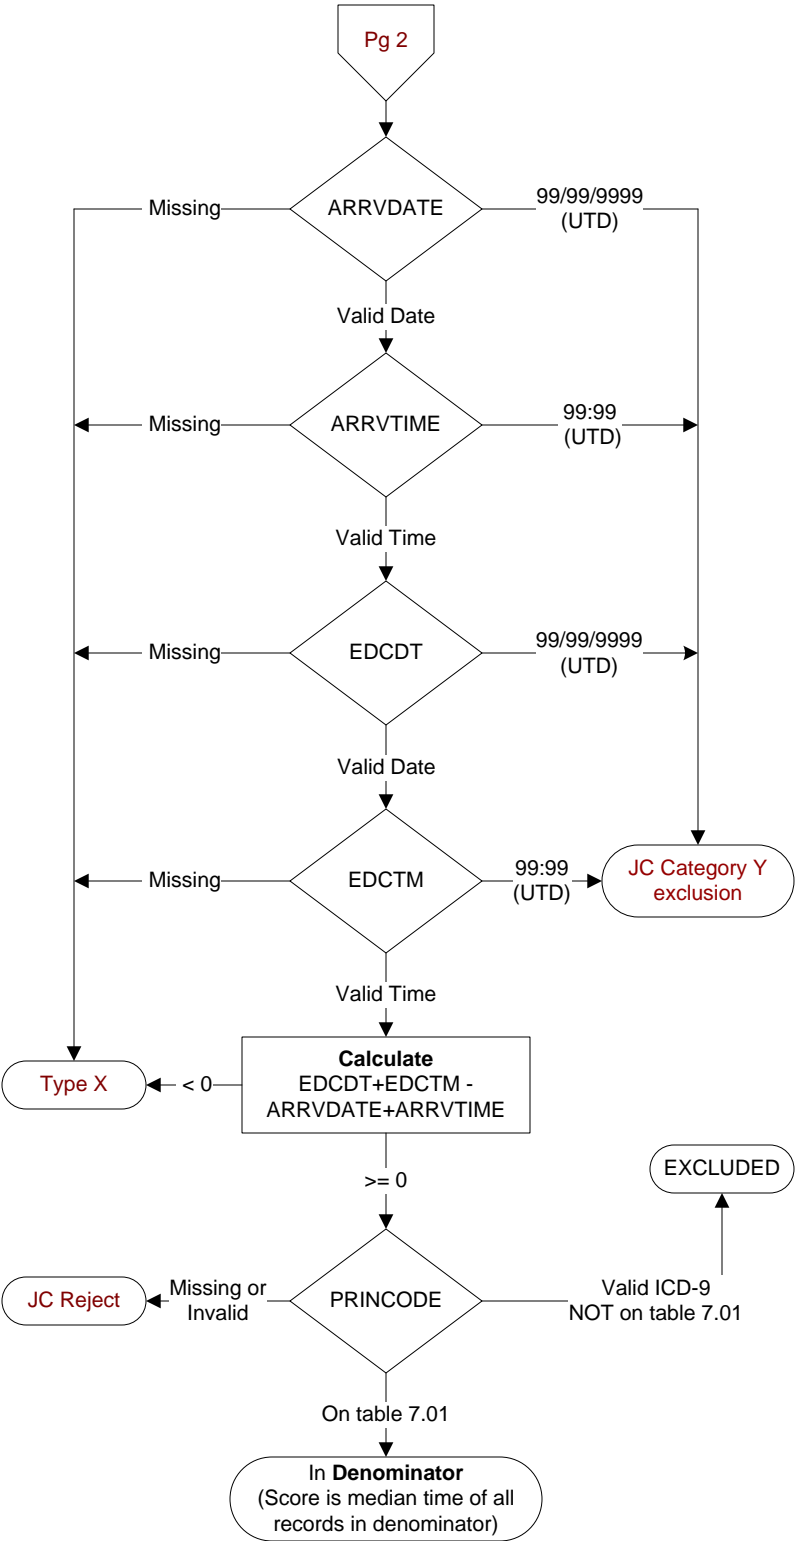 Pg 2
Missing
ARRVDATE
99/99/9999
(UTD)
Valid Date
Missing
ARRVTIME
99:99
(UTD)
Valid Time
Missing
EDCDT
99/99/9999
(UTD)
Valid Date
Missing
EDCTM
99:99
(UTD)
JC Category Y
exclusion
Valid Time
Type X
< 0
Calculate
EDCDT+EDCTM -
ARRVDATE+ARRVTIME
>= 0
EXCLUDED
JC Reject
Missing or
Invalid
PRINCODE
Valid ICD-9
NOT on table 7.01
On table 7.01
In Denominator
(Score is median time of all
records in denominator)